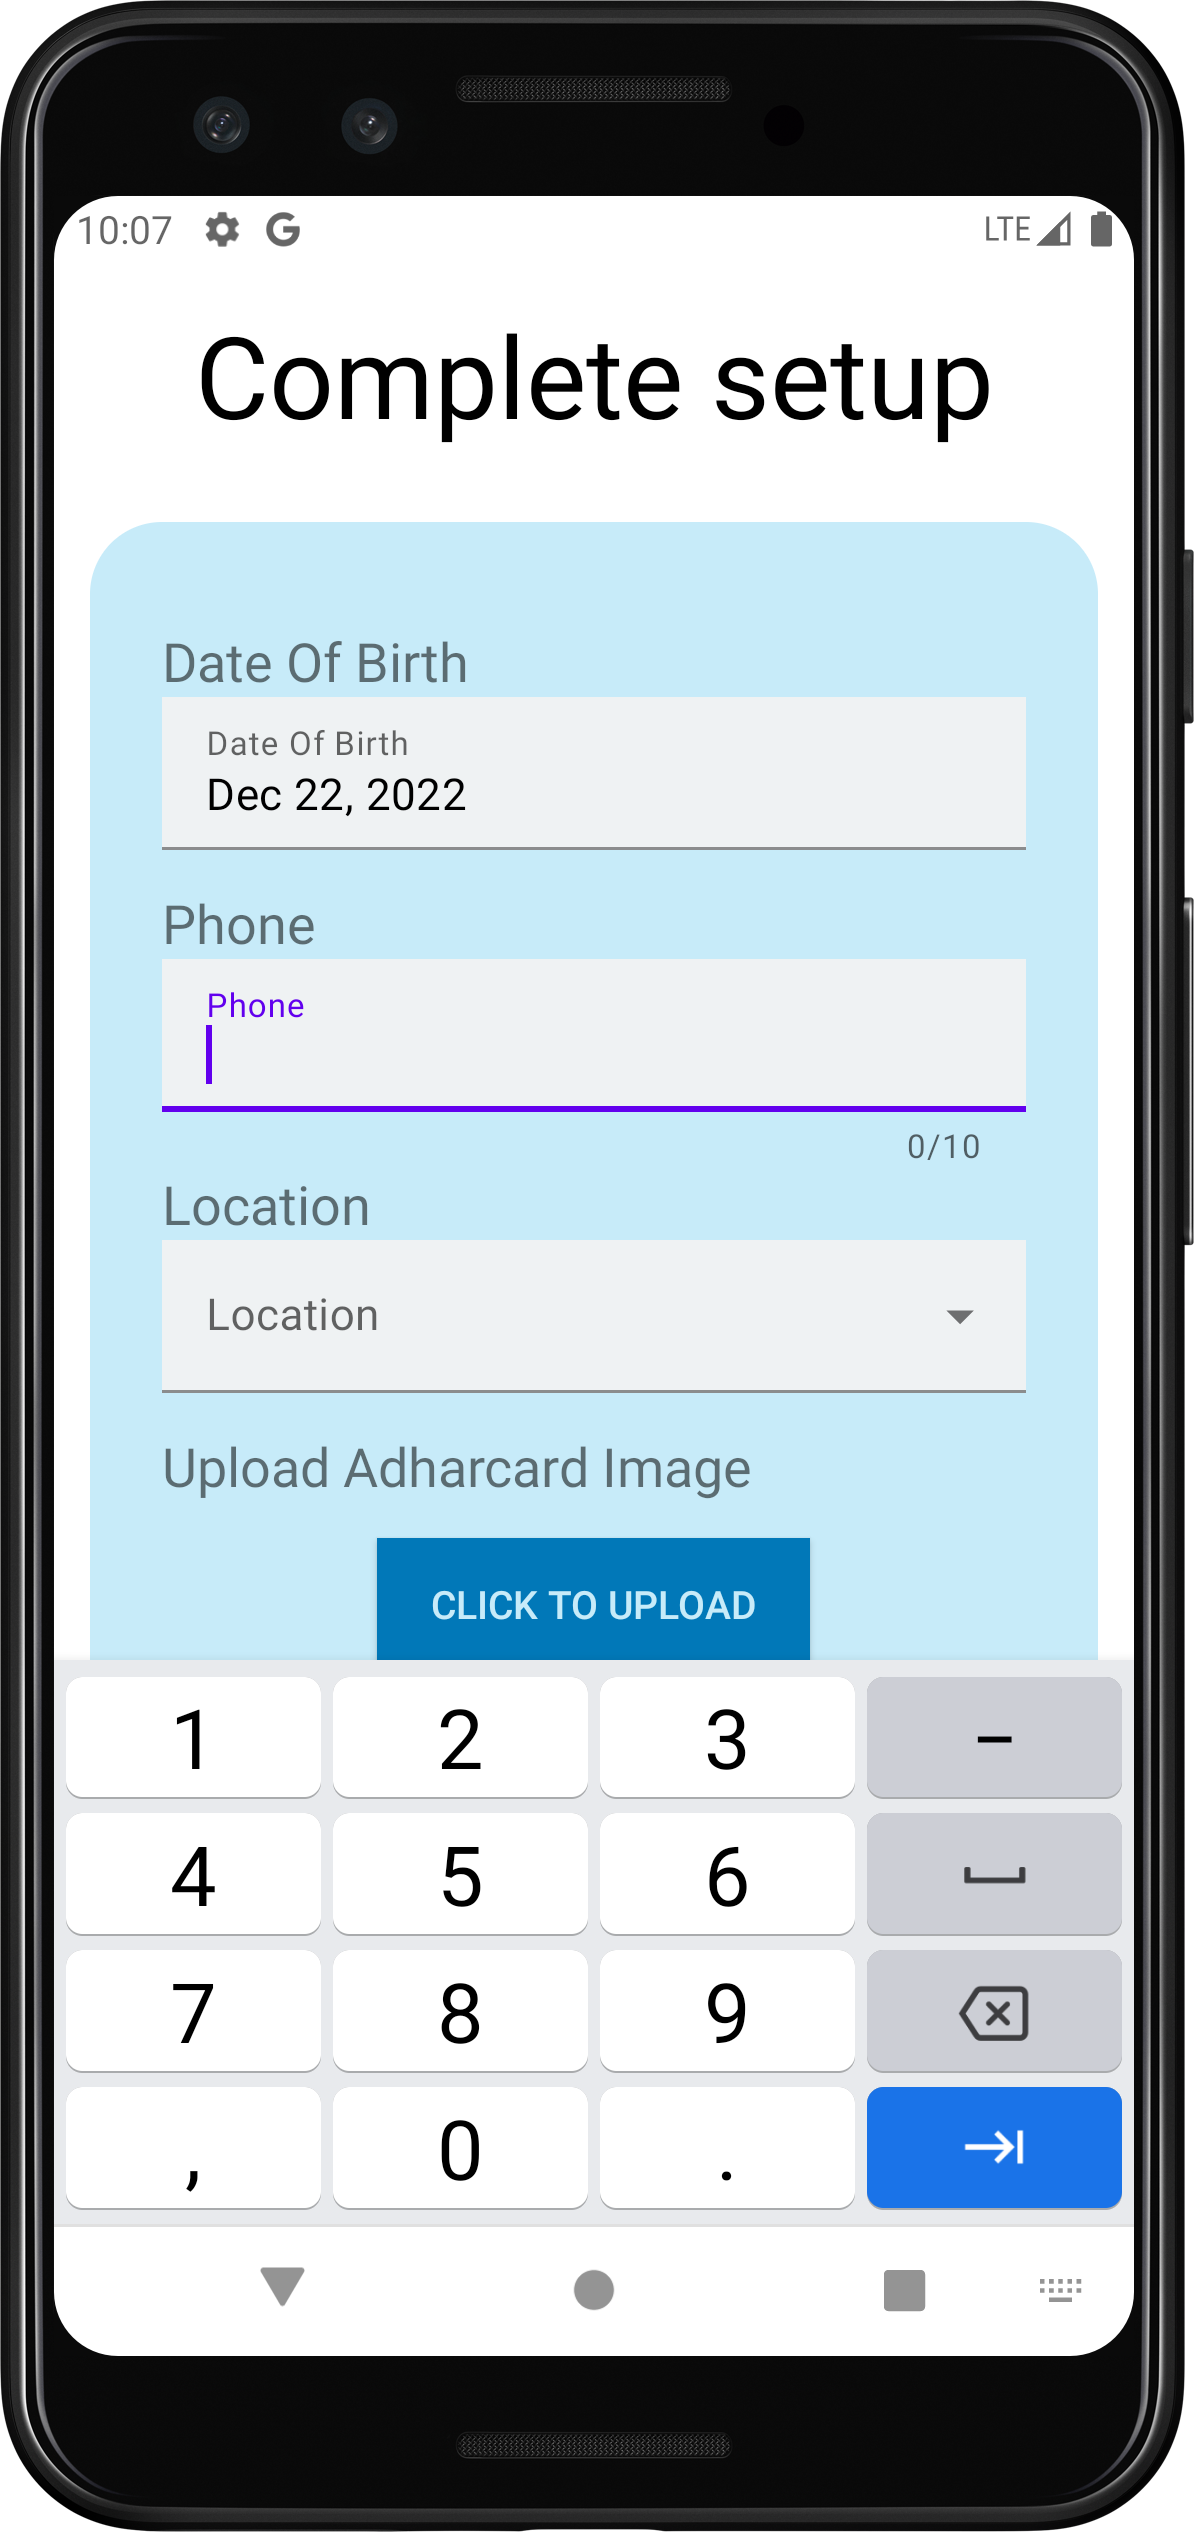 10:07 G LTE
Complete setup
Date Of Birth
Date Of Birth
Dec 22, 2022
Phone
Phone
0/10
Location
Location
Upload Adharcard Image
CLICK TO UPLOAD
1 2 3 –
4 5 6
7 8 9
, 0 .